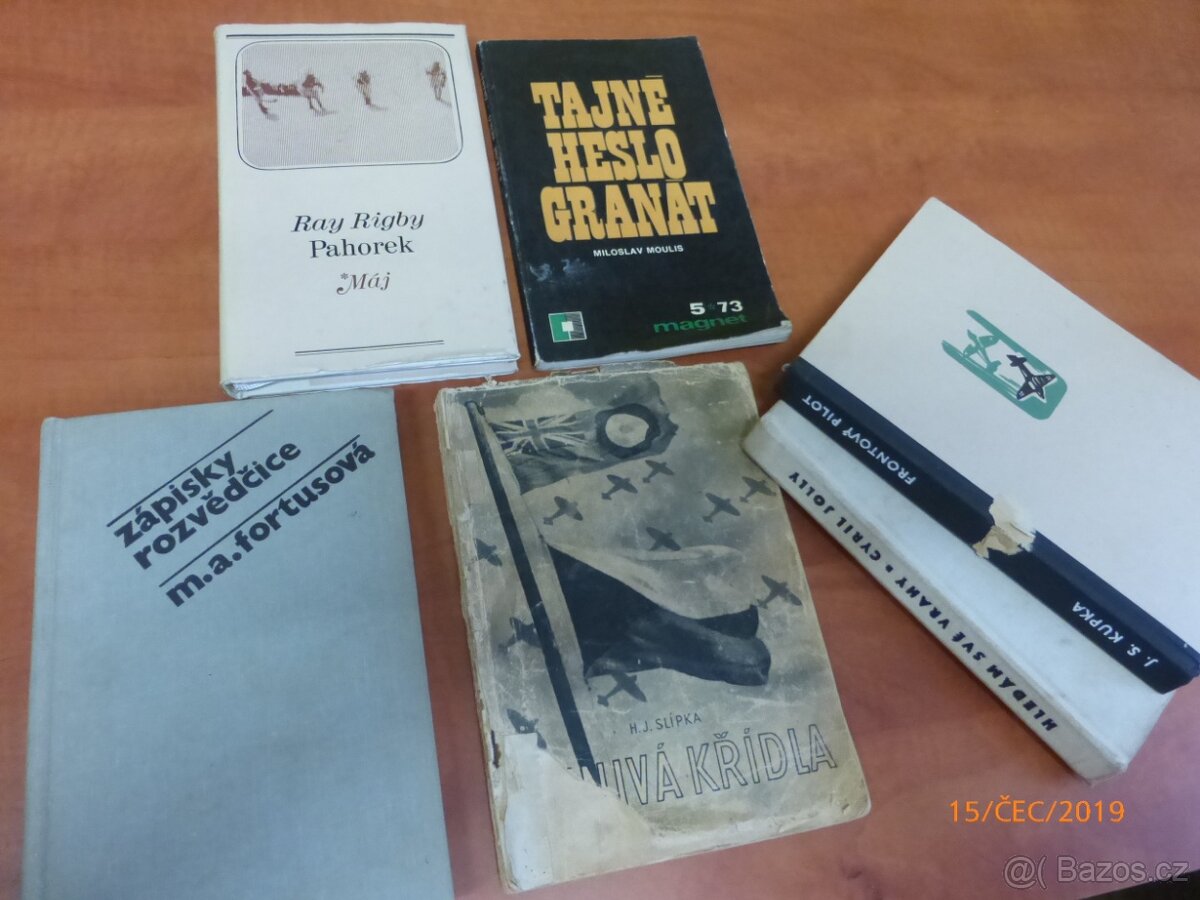 Ray Rigby
Pahorek
*Máj
TAJNÉ
HESLO
GRANÁT
MILOSLAV MOULIS
5*73
magnet
zápisky
rozvědčice
m.a.fortusová
H.J. SLÍPKA
KŘÍDLA
FRONTOVÝ PILOT
J. S. KUPKA
HLEDÁM SVÉ VRAHY • CYRIL JOLLY
15/ČEC/2019
@( Bazos.cz